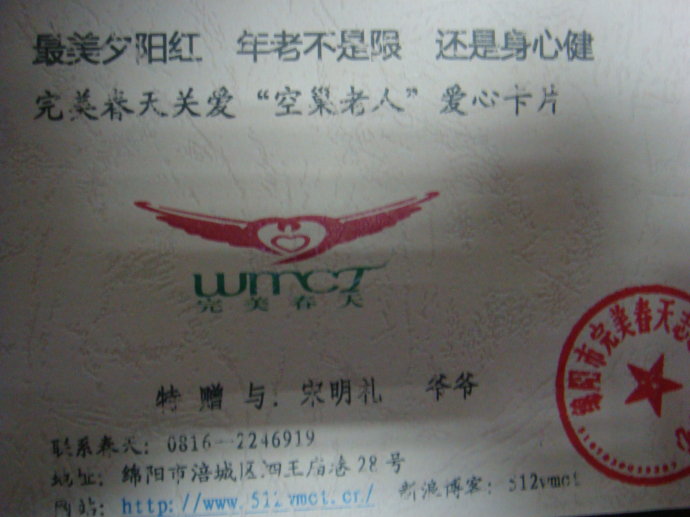 最美夕阳红 年老不是限 还是身心健
完美春天关爱“空巢老人”爱心卡片
wmct
完美春天
绵阳市完美春天志
特赠与：宋明礼 爷爷
联系春天：0816-2246919
地址：绵阳市涪城区四王庙巷28号
网站：http://www.512wmct.cn/ 新浪博客：512wmct